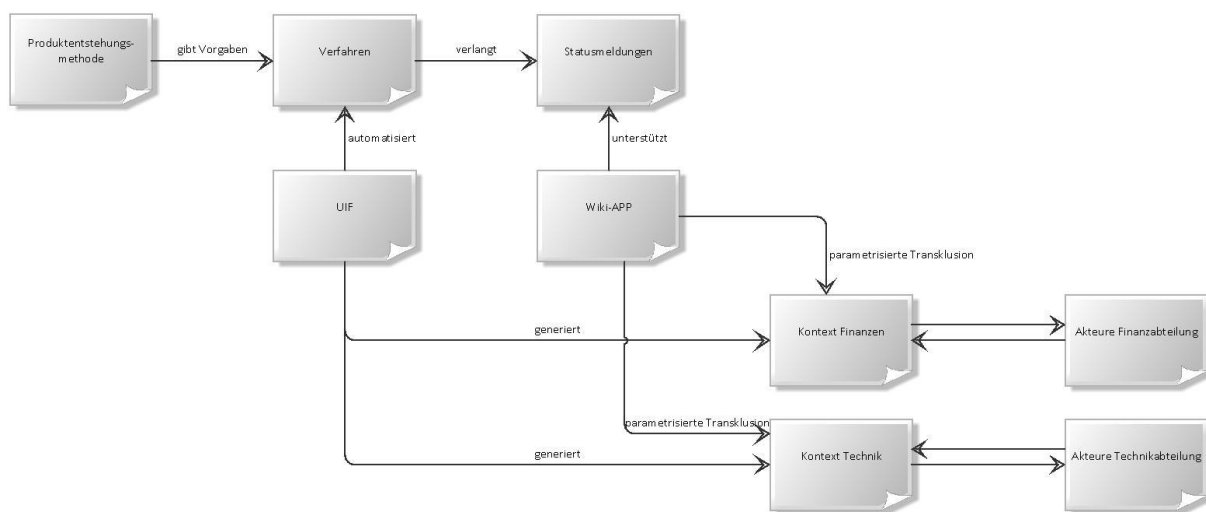 Produktentstehungs-
methode
gibt Vorgaben
Verfahren
verlangt
Statusmeldungen
automatisiert
unterstützt
UIF
Wiki-APP
parametrisierte Transklusion
generiert
Kontext Finanzen
Akteure Finanzabteilung
parametrisierte Transklusion
generiert
Kontext Technik
Akteure Technikabteilung